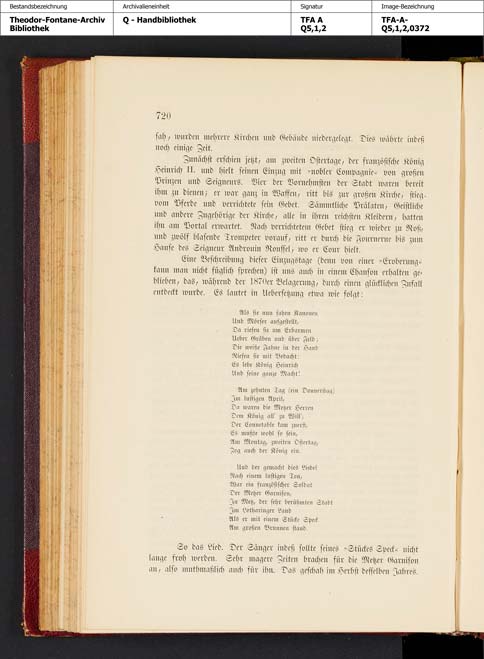 Bestandsbezeichnung
Archivalieneinheit
Signatur
Image-Bezeichnung
Theodor-Fontane-Archiv
Bibliothek
Q - Handbibliothek
TFA A
Q5,1,2
TFA-A-
Q5,1,2,0372
720
sah, wurden mehrere Kirchen und Gebäude niedergelegt. Dies währte indeß
noch einige Zeit.
Zunächst erschien jetzt, am zweiten Ostertage, der französische König
Heinrich II. und hielt seinen Einzug mit »nobler Compagnie« von großen
Prinzen und Seigneurs. Vier der Vornehmsten der Stadt waren bereit
ihm zu dienen; er war ganz in Waffen, ritt bis zur großen Kirche, stieg
vom Pferde und verrichtete sein Gebet. Sämmtliche Prälaten, Geistliche
und andere Zugehörige der Kirche, alle in ihren reichsten Kleidern, hatten
ihn am Portal erwartet. Nach verrichtetem Gebet stieg er wieder zu Roß,
und zwölf blasende Trompeter vorauf, ritt er durch die Fournerue bis zum
Hause des Seigneur Androuin Roussel, wo er Cour hielt.
Eine Beschreibung dieser Einzugstage (denn von einer »Eroberung«
kann man nicht füglich sprechen) ist uns auch in einem Chanson erhalten ge-
blieben, das, während der 1870er Belagerung, durch einen glücklichen Zufall
entdeckt wurde. Es lautet in Uebersetzung etwa wie folgt:
Als sie nun sahen Kanonen
Und Mörser aufgestellt,
Da riefen sie um Erbarmen
Ueber Gräben und über Feld;
Die weiße Fahne in der Hand
Riefen sie mit Bedacht:
Es lebe König Heinrich
Und seine ganze Macht!
Am zehnten Tag (ein Donnerstag)
Im lustigen April,
Da waren die Metzer Herren
Dem König all' zu Will';
Der Connetable kam zuerst,
Es mußte wohl so sein,
Am Montag, zweiten Ostertag,
Zog auch der König ein.
Und der gemacht dies Liedel
Nach einem lustigen Ton,
War ein französischer Soldat
Der Metzer Garnison,
In Metz, der sehr berühmten Stadt
Im Lotharinger Land
Als er mit einem Stücke Speck
Am großen Brunnen stand.
So das Lied. Der Sänger indeß sollte seines »Stückes Speck« nicht
lange froh werden. Sehr magere Zeiten brachen für die Metzer Garnison
an, also muthmaßlich auch für ihn. Das geschah im Herbst desselben Jahres.